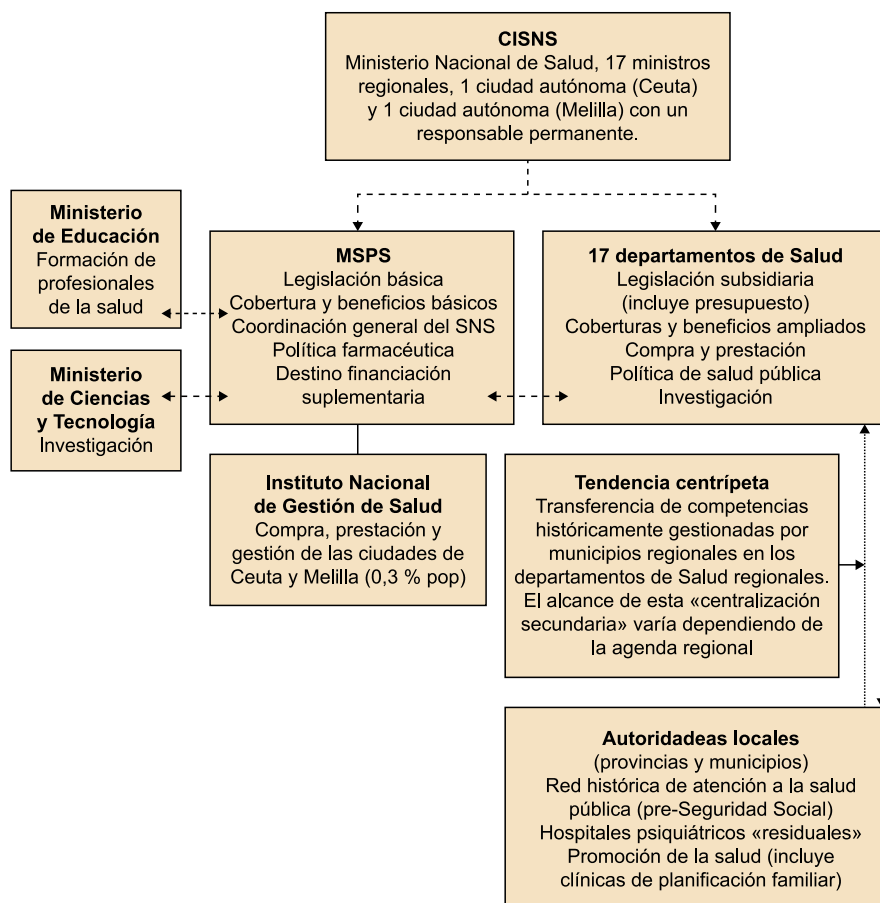 CISNS
Ministerio Nacional de Salud, 17 ministros
regionales, 1 ciudad autónoma (Ceuta)
y 1 ciudad autónoma (Melilla) con un
responsable permanente.
Ministerio
de Educación
Formación de
profesionales
de la salud
Ministerio
de Ciencias
y Tecnología
Investigación
MSPS
Legislación básica
Cobertura y beneficios básicos
Coordinación general del SNS
Política farmacéutica
Destino financiación
suplementaria
17 departamentos de Salud
Legislación subsidiaria
(incluye presupuesto)
Coberturas y beneficios ampliados
Compra y prestación
Política de salud pública
Investigación
Instituto Nacional
de Gestión de Salud
Compra, prestación y
gestión de las ciudades de
Ceuta y Melilla (0,3 % pop)
Tendencia centrípeta
Transferencia de competencias
históricamente gestionadas por
municipios regionales en los
departamentos de Salud regionales.
El alcance de esta «centralización
secundaria» varía dependiendo de
la agenda regional
Autoridadeas locales
(provincias y municipios)
Red histórica de atención a la salud
pública (pre-Seguridad Social)
Hospitales psiquiátricos «residuales»
Promoción de la salud (incluye
clínicas de planificación familiar)